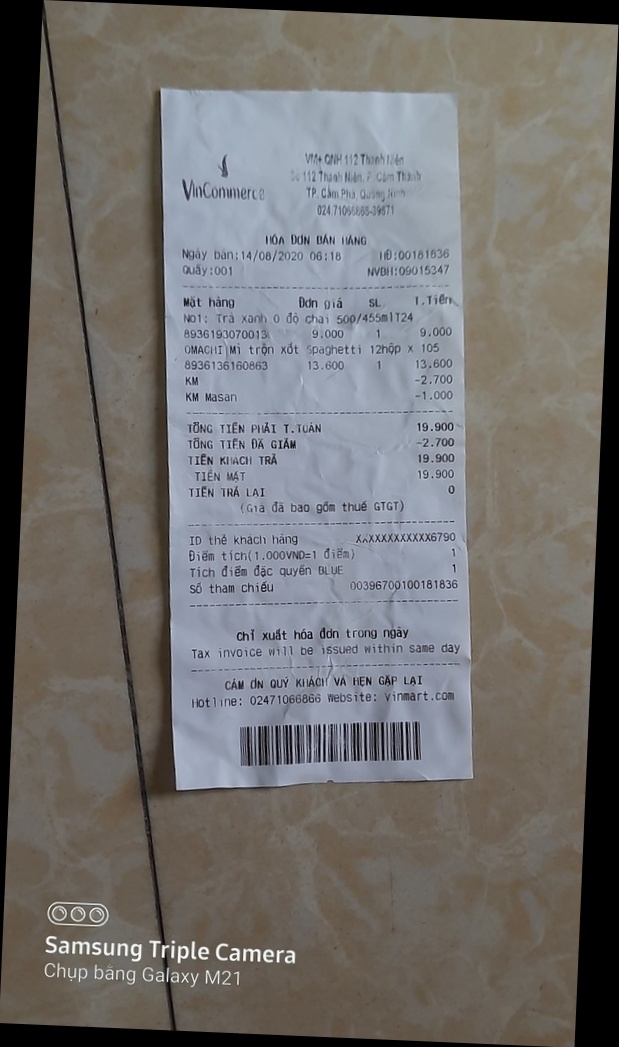 VinCommerce
VM+ QNH 112 Thanh Niên
112 Thanh Niên, P. Cẩm Thành
TP. Cẩm Phả, Quảng Ninh
HÓA ĐƠN BÁN HÀNG
Ngày bán:14/08/2020 06:18 HĐ:00181836
Quầy:001 NVBH:09015347
Mặt hàng Đơn giá SL T.Tiền
No1: Trà xanh 0 độ chai 500/455mlT24
8936193070013 9.000 1 9.000
OMACHI Mì trộn xốt Spaghetti 12hộp x 105
8936136160863 13.600 1 13.600
KM -2.700
KM Masan -1.000
TỔNG TIỀN PHẢI T.TOÁN 19.900
TỔNG TIỀN ĐÃ GIẢM -2.700
TIỀN KHÁCH TRẢ 19.900
TIỀN MẶT 19.900
TIỀN TRẢ LẠI 0
(Giá đã bao gồm thuế GTGT)
ID thẻ khách hàng XXXXXXXXXXXX6790
Điểm tích(1.000VND=1 điểm) 1
Tích điểm đặc quyền BLUE 1
Số tham chiếu 00396700100181836
Chỉ xuất hóa đơn trong ngày
Tax invoice will be issued within same day
CẢM ƠN QUÝ KHÁCH VÀ HẸN GẶP LẠI
Hotline: 02471066866 Website: vinmart.com
Samsung Triple Camera
Chụp bằng Galaxy M21